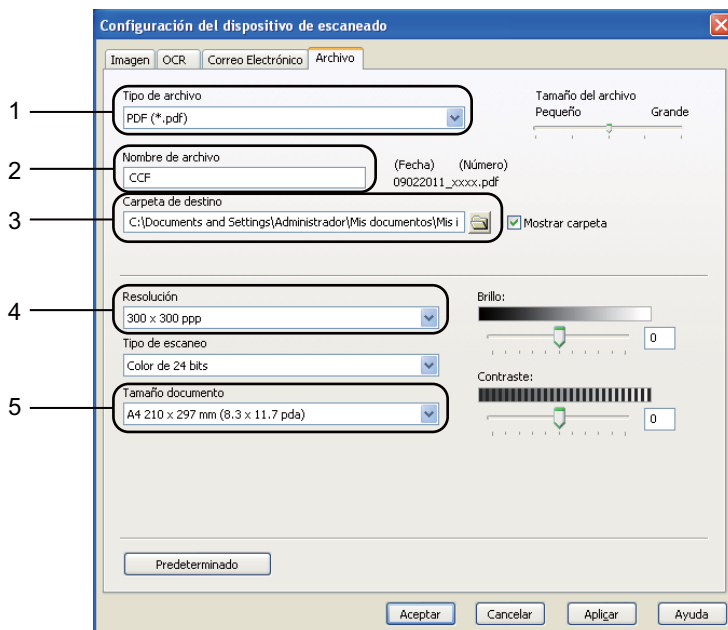 Configuración del dispositivo de escaneado
Imagen OCR Correo Electrónico Archivo
1
Tipo de archivo
PDF (*.pdf)
Tamaño del archivo
Pequeño Grande
2
Nombre de archivo
CCF
(Fecha) (Número)
09022011_xxxx.pdf
3
Carpeta de destino
C:\Documents and Settings\Administrador\Mis documentos\Mis i
Mostrar carpeta
4
Resolución
300 x 300 ppp
Brillo:
0
Tipo de escaneo
Color de 24 bits
Contraste:
0
5
Tamaño documento
A4 210 x 297 mm (8.3 x 11.7 pda)
Predeterminado
Aceptar Cancelar Aplicar Ayuda